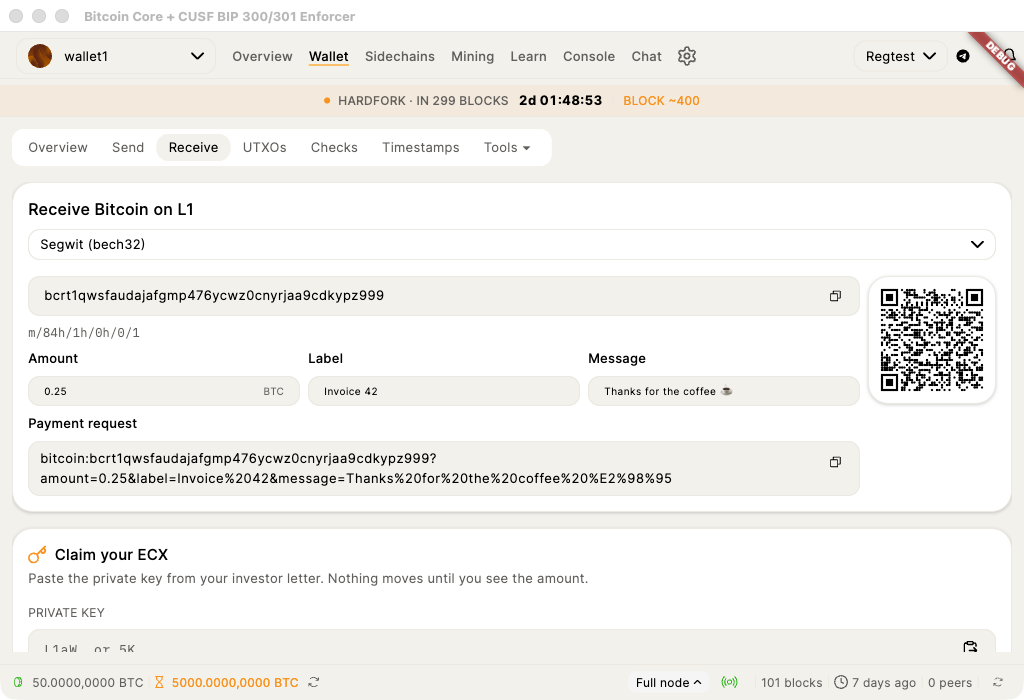 Bitcoin Core + CUSF BIP 300/301 Enforcer
wallet1 Overview Wallet Sidechains Mining Learn Console Chat Regtest DEBUG
HARDFORK · IN 299 BLOCKS 2d 01:48:53 BLOCK ~400
Overview Send Receive UTXOs Checks Timestamps Tools
Receive Bitcoin on L1
Segwit (bech32)
bcrt1qwsfaudajafgmp476ycwz0cnyrjaa9cdkypz999
m/84h/1h/0h/0/1
Amount Label Message
0.25 BTC Invoice 42 Thanks for the coffee ☕
Payment request
bitcoin:bcrt1qwsfaudajafgmp476ycwz0cnyrjaa9cdkypz999?
amount=0.25&label=Invoice%2042&message=Thanks%20for%20the%20coffee%20%E2%98%95
Claim your ECX
Paste the private key from your investor letter. Nothing moves until you see the amount.
PRIVATE KEY
L1aW… or 5K…
50.0000,0000 BTC 5000.0000,0000 BTC Full node 101 blocks 7 days ago 0 peers